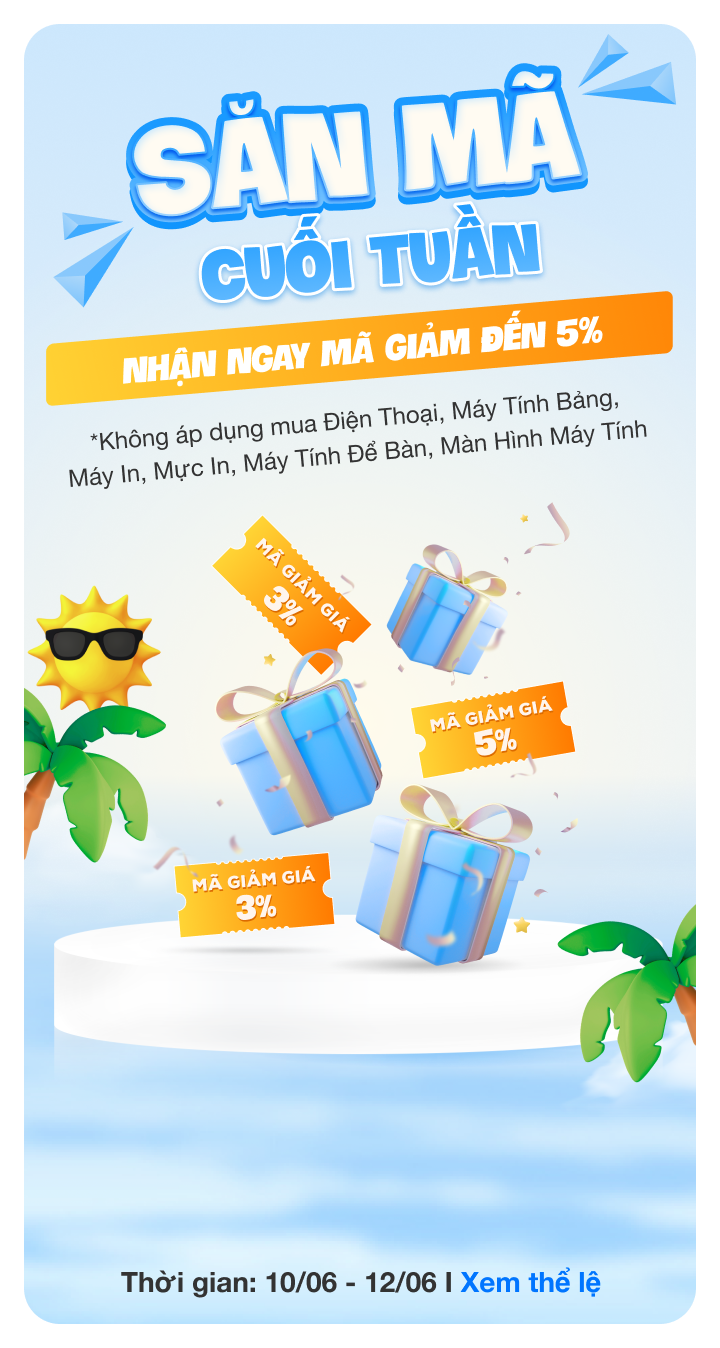 SĂN MÃ
CUỐI TUẦN
NHẬN NGAY MÃ GIẢM ĐẾN 5%
*Không áp dụng mua Điện Thoại, Máy Tính Bảng,
Máy In, Mực In, Máy Tính Để Bàn, Màn Hình Máy Tính
MÃ GIẢM GIÁ
3%
MÃ GIẢM GIÁ
5%
MÃ GIẢM GIÁ
3%
Thời gian: 10/06 - 12/06 I Xem thể lệ